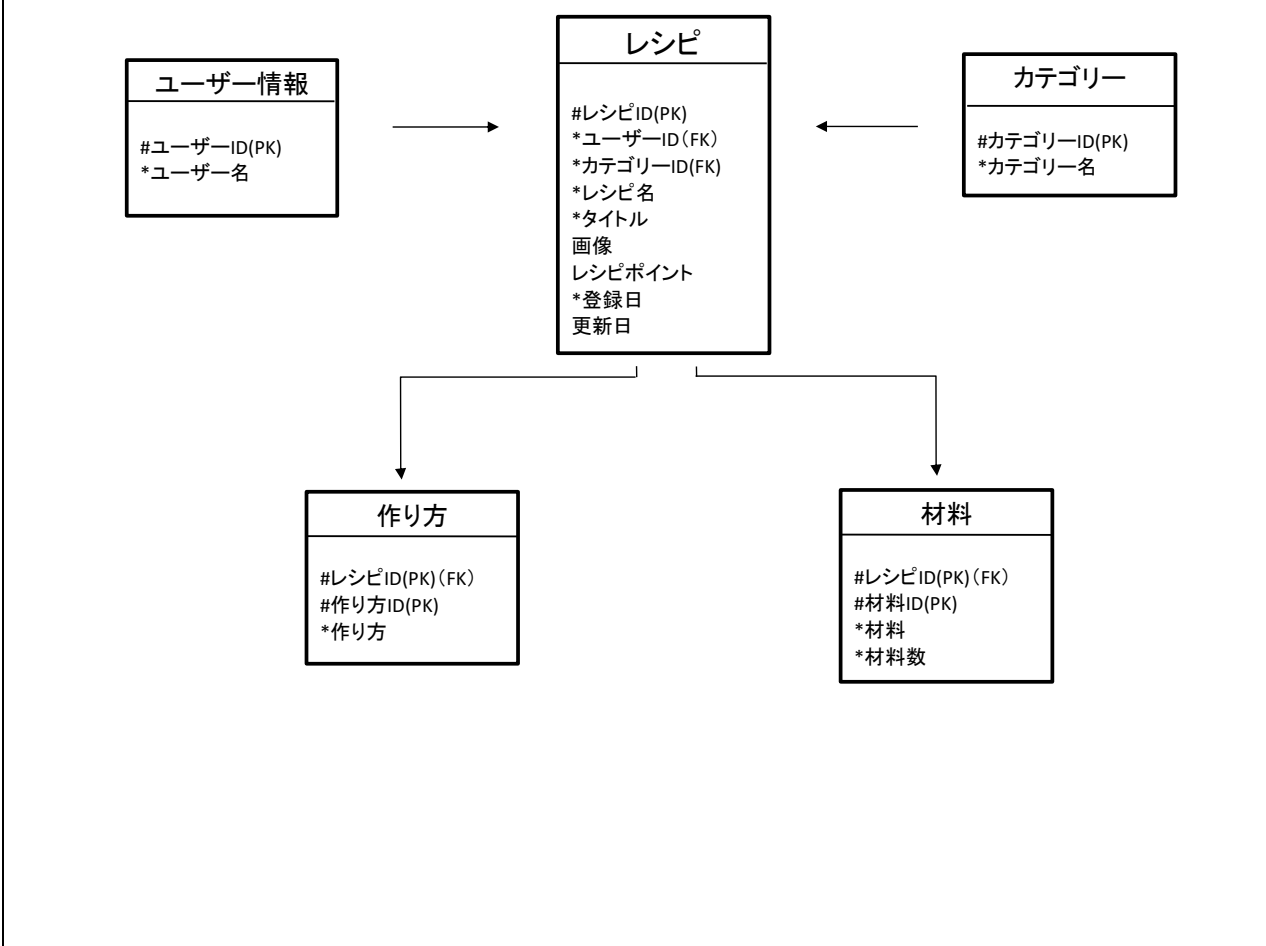 ユーザー情報
#ユーザーID(PK)
*ユーザー名
レシピ
#レシピID(PK)
*ユーザーID（FK）
*カテゴリーID(FK)
*レシピ名
*タイトル
画像
レシピポイント
*登録日
更新日
カテゴリー
#カテゴリーID(PK)
*カテゴリー名
作り方
#レシピID(PK)（FK）
#作り方ID(PK)
*作り方
材料
#レシピID(PK)（FK）
#材料ID(PK)
*材料
*材料数